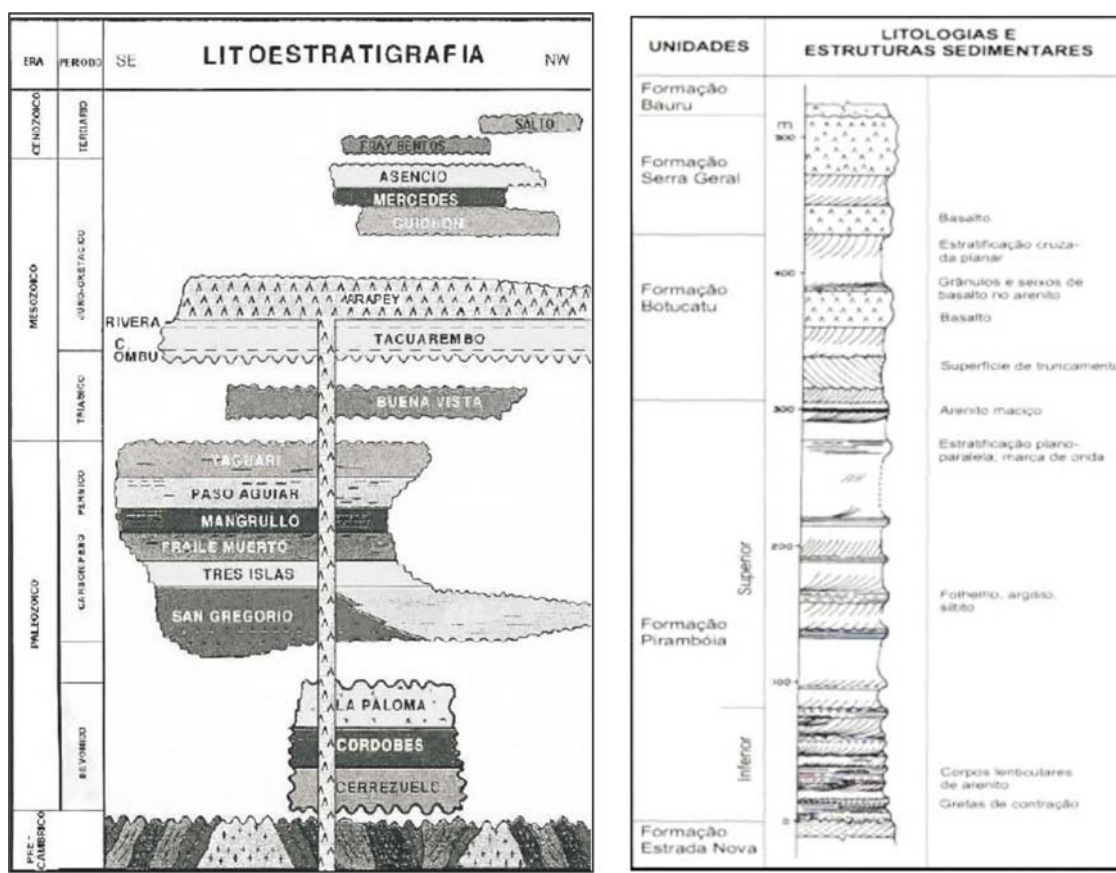 LITOESTRATIGRAFIA
ERA
PERIODO
SE
NW
CENOZOICO
TERCIARIO
SALTO
FRAY BENTOS
MESOZOICO
JURO-CRETACICO
ASENCIO
MERCEDES
GUICHON
ARAPEY
RIVERA
TACUAREMBO
C.
OMBU
TRIASICO
BUENA VISTA
PALEOZOICO
PERMICO
YAGUARI
PASO AGUIAR
MANGRULLO
FRAILE MUERTO
CARBONIFERO
TRES ISLAS
SAN GREGORIO
DEVONICO
LA PALOMA
CORDOBES
CERREZUELO
PRE-
CAMBRICO
UNIDADES
LITOLOGIAS E
ESTRUTURAS SEDIMENTARES
Formação
Bauru
m
500
Formação
Serra Geral
Basalto
Estratificação cruza-
da planar
400
Formação
Botucatu
Grânulos e seixos de
basalto no arenito
Basalto
Superfície de truncamento
300
Arenito maciço
Estratificação plano-
paralela; marca de onda
200
Superior
Folhelho, argilito,
siltito
Formação
Pirambóia
100
Inferior
Corpos lenticulares
de arenito
Gretas de contração
0
Formação
Estrada Nova